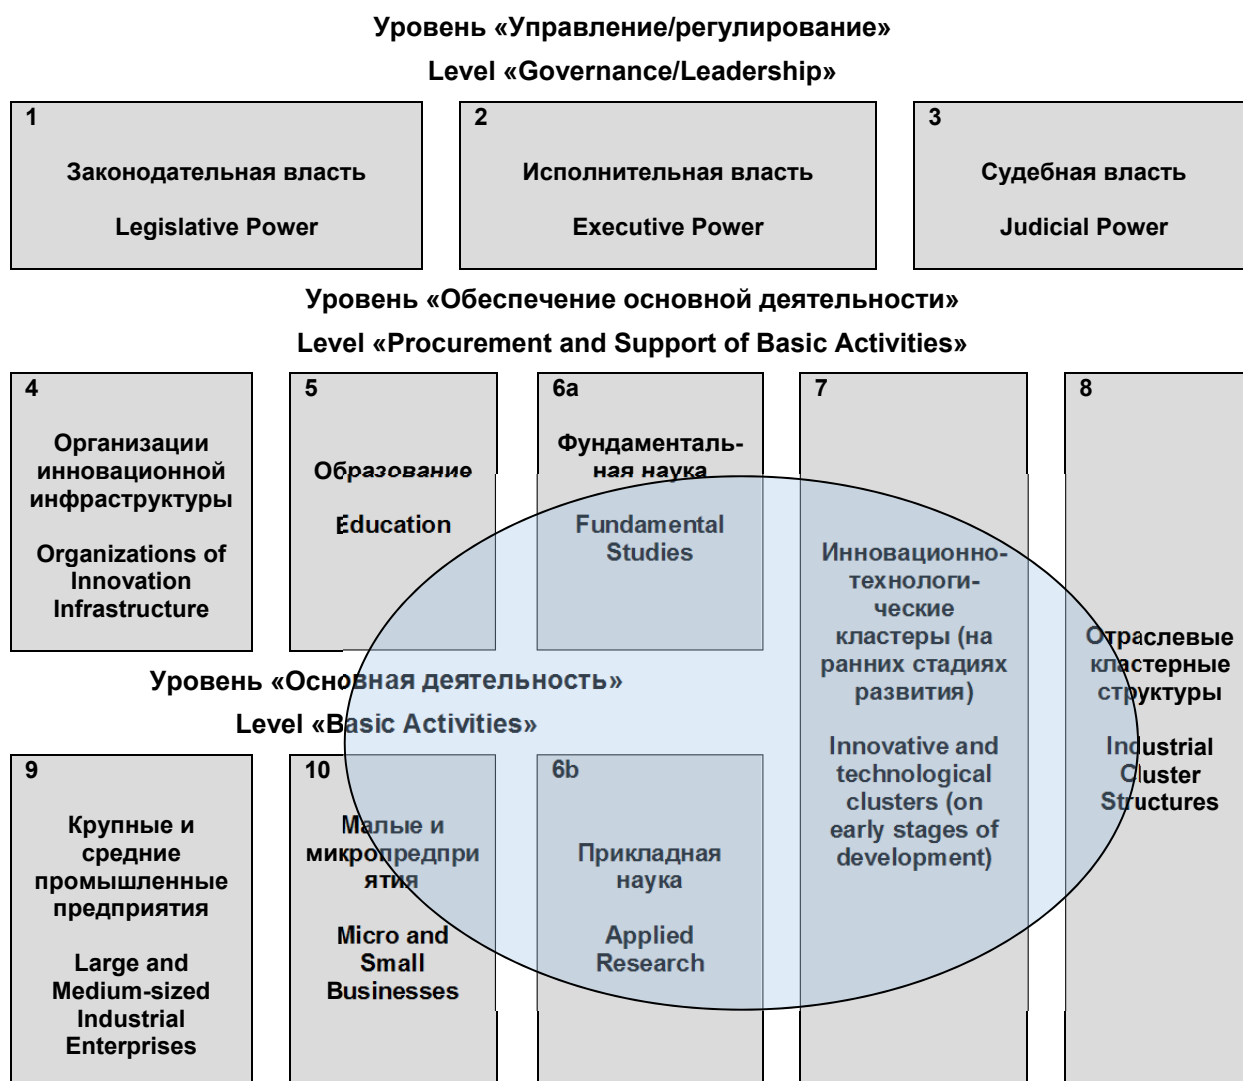 Уровень «Управление/регулирование»
Level «Governance/Leadership»
1
Законодательная власть
Legislative Power
2
Исполнительная власть
Executive Power
3
Судебная власть
Judicial Power
Уровень «Обеспечение основной деятельности»
Level «Procurement and Support of Basic Activities»
4
Организации
инновационной
инфраструктуры
Organizations of
Innovation
Infrastructure
5
Образование
Education
6a
Фундаменталь-
ная наука
Fundamental
Studies
7
Инновационно-
технологи-
ческие
кластеры (на
ранних стадиях
развития)
Innovative and
technological
clusters (on
early stages of
development)
8
Отраслевые
кластерные
структуры
Industrial
Cluster
Structures
Уровень «Основная деятельность»
Level «Basic Activities»
9
Крупные и
средние
промышленные
предприятия
Large and
Medium-sized
Industrial
Enterprises
10
Малые и
микропредпри
ятия
Micro and
Small
Businesses
6b
Прикладная
наука
Applied
Research